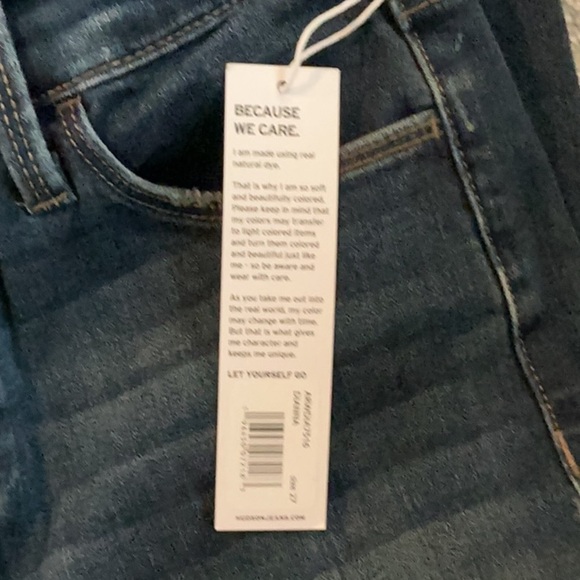 BECAUSE
WE CARE.
I am made using real
natural dye.
That is why I am so soft
and beautifully colored.
Please keep in mind that
my colors may transfer
to light colored items
and turn them colored
and beautiful just like
me - so be aware and
wear with care.
As you take me out into
the real world, my color
may change with time.
But that is what gives
me character and
keeps me unique.
LET YOURSELF GO
Size 27
HUDSONJEANS.COM